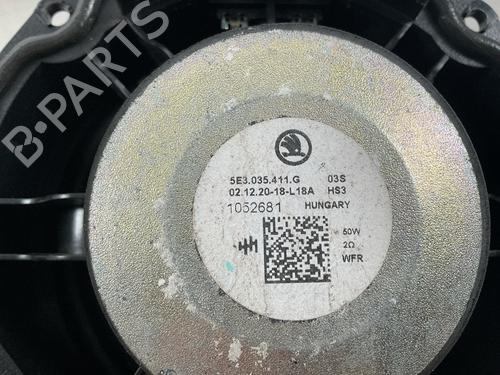 B-PARTS
5E3.035.411.G 03S
02.12.20-18-L18A HS3
1052681 HUNGARY
50W
2Ω
WFR